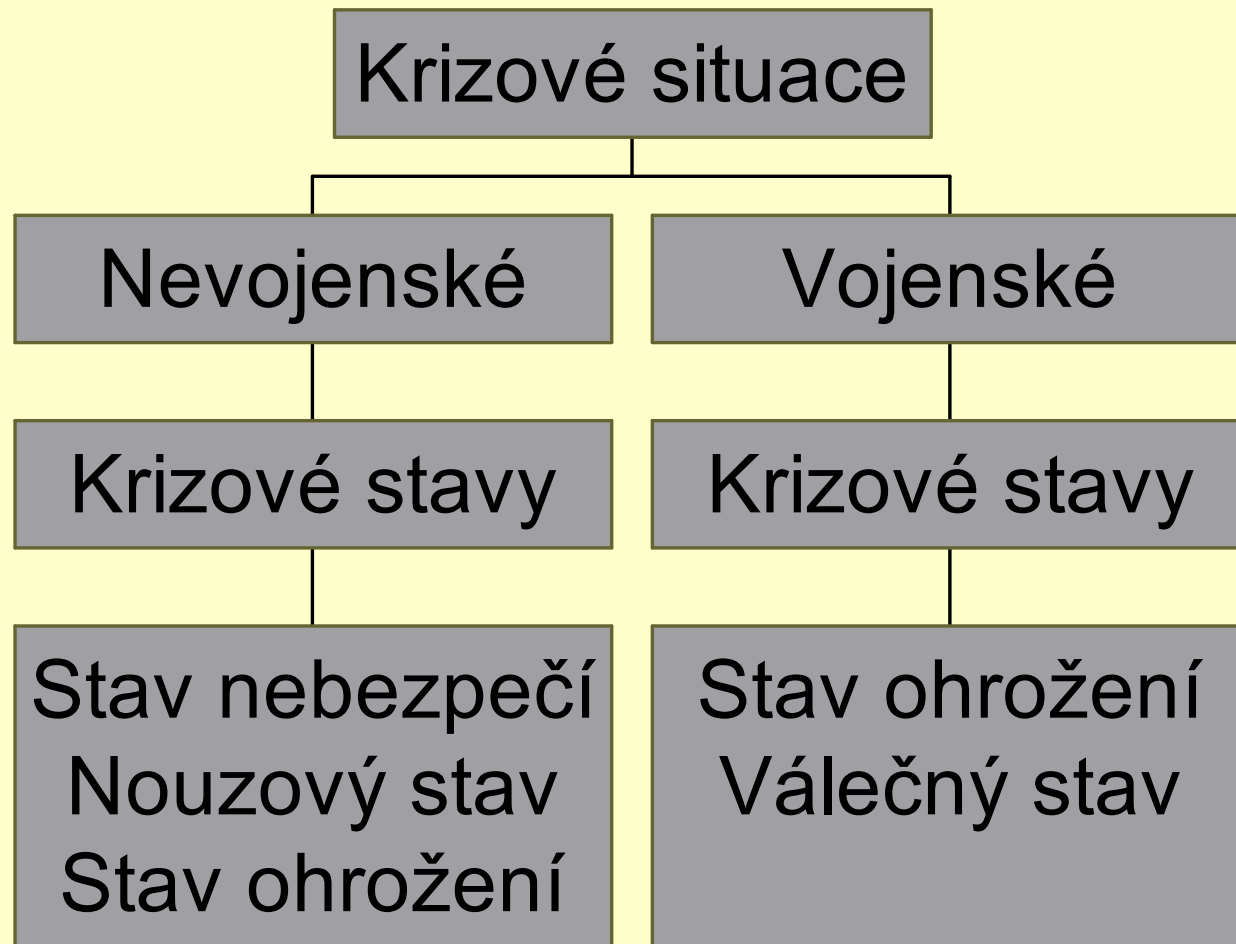 Krizové situace
Nevojenské
Vojenské
Krizové stavy
Krizové stavy
Stav nebezpečí
Nouzový stav
Stav ohrožení
Stav ohrožení
Válečný stav